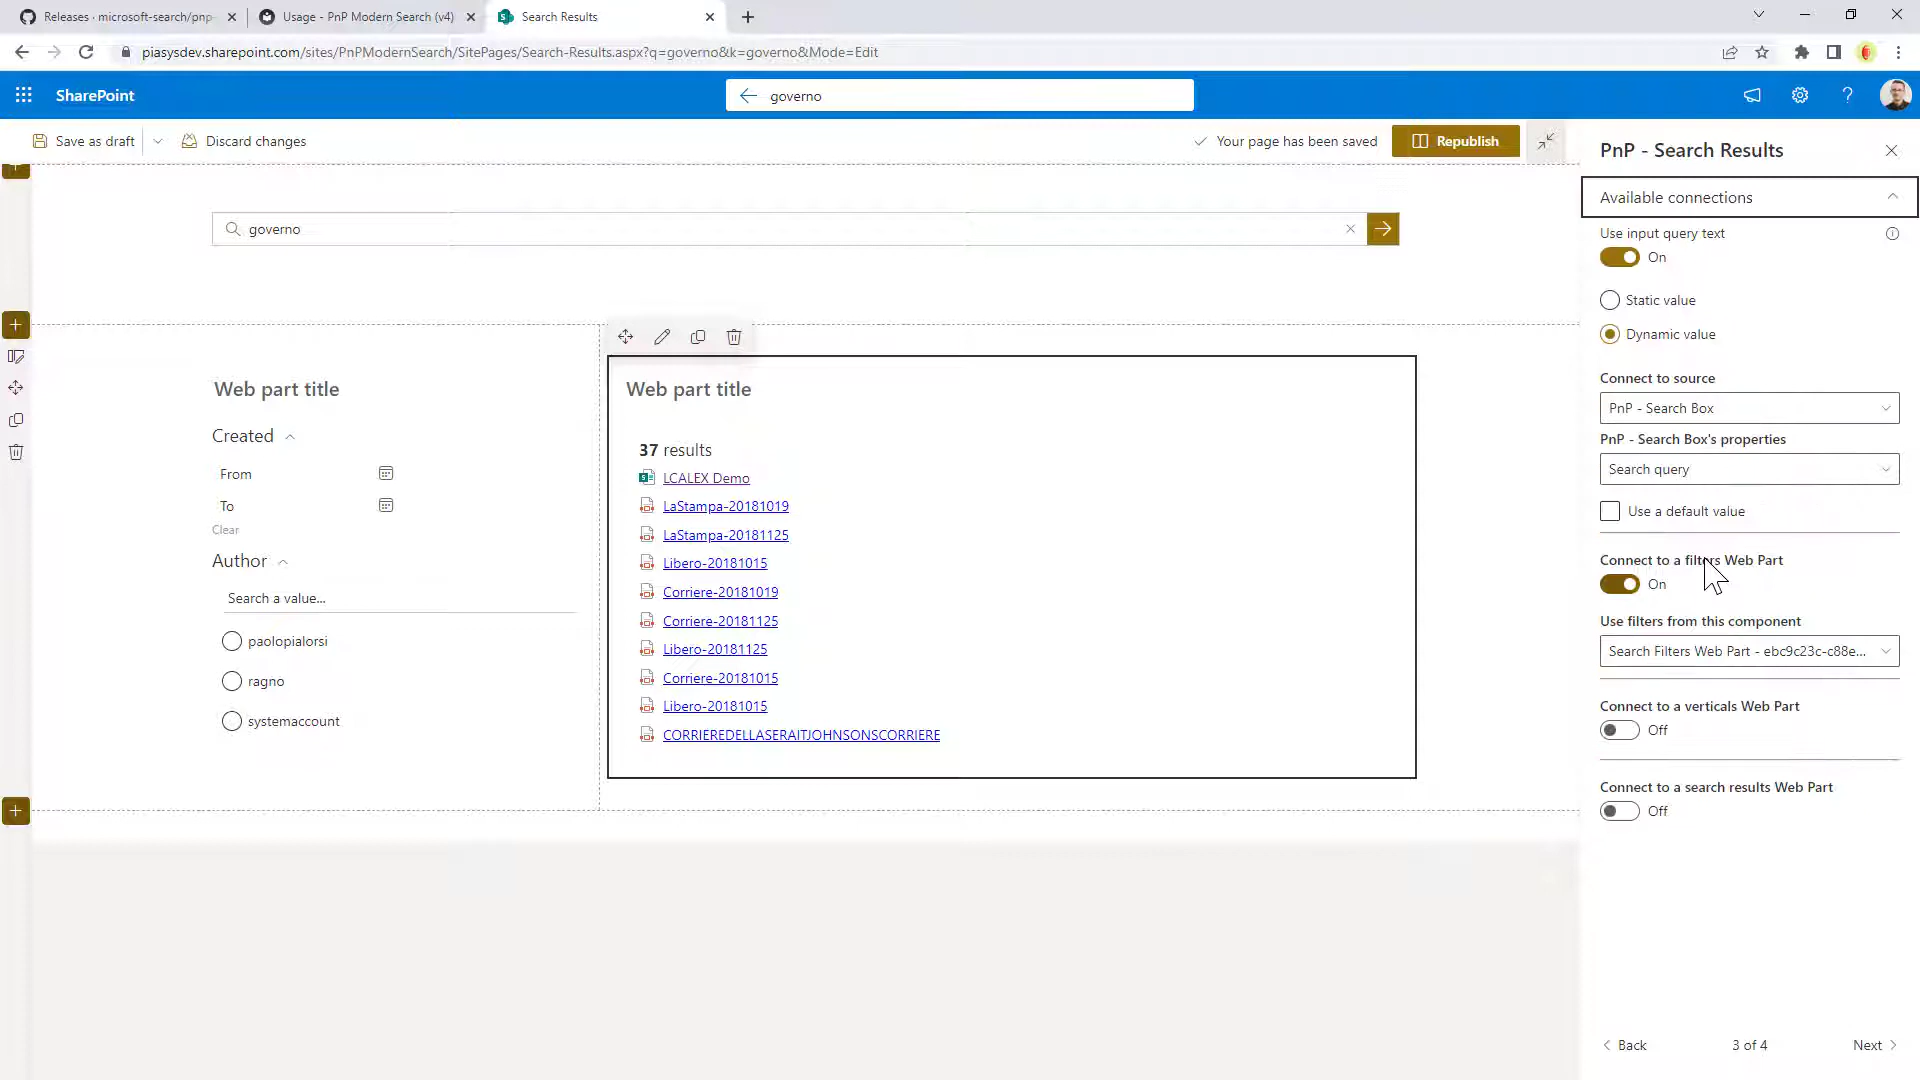 Releases · microsoft-search/pnp-
Usage - PnP Modern Search (v4)
Search Results
piasysdev.sharepoint.com/sites/PnPModernSearch/SitePages/Search-Results.aspx?q=governo&k=governo&Mode=Edit
SharePoint
governo
Save as draft
Discard changes
Your page has been saved
Republish
governo
Web part title
Created
From
To
Clear
Author
Search a value...
paolopialorsi
ragno
systemaccount
Web part title
37 results
LCALEX Demo
LaStampa-20181019
LaStampa-20181125
Libero-20181015
Corriere-20181019
Corriere-20181125
Libero-20181125
Corriere-20181015
Libero-20181015
CORRIEREDELLASERAITJOHNSONSCORRIERE
PnP - Search Results
Available connections
Use input query text
On
Static value
Dynamic value
Connect to source
PnP - Search Box
PnP - Search Box's properties
Search query
Use a default value
Connect to a filters Web Part
On
Use filters from this component
Search Filters Web Part - ebc9c23c-c88e...
Connect to a verticals Web Part
Off
Connect to a search results Web Part
Off
Back
3 of 4
Next